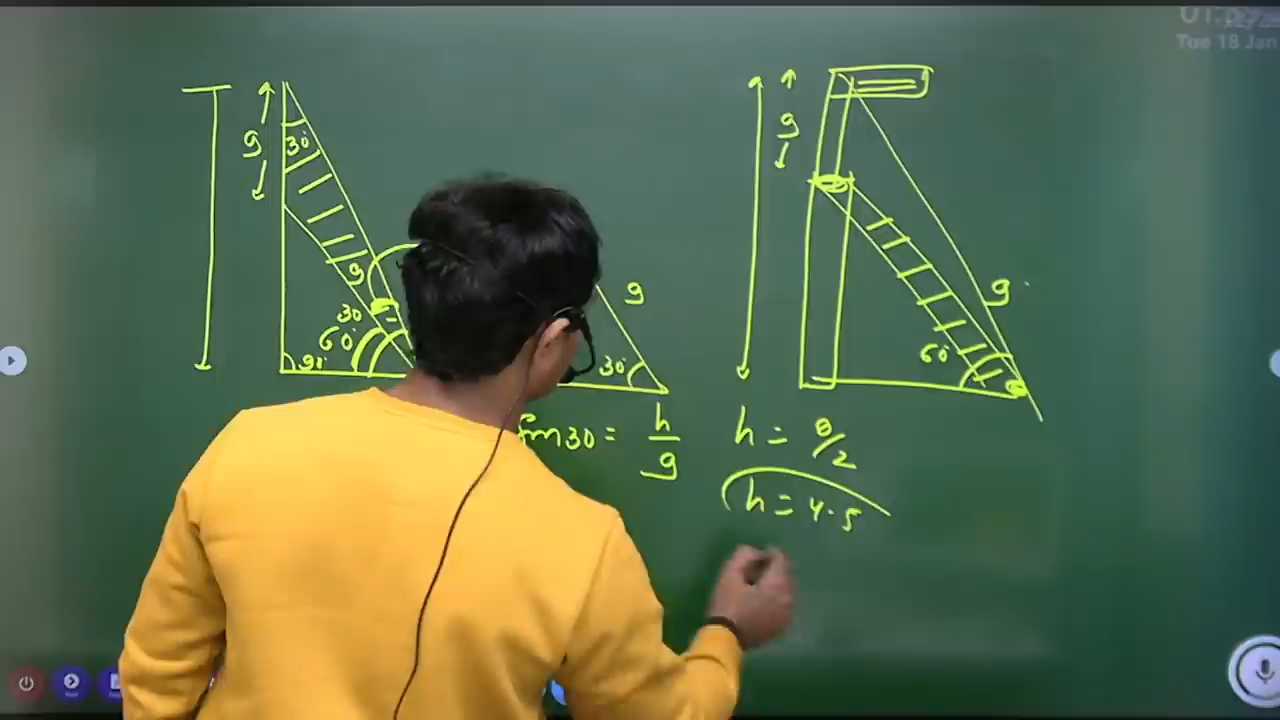 Tue 18 Jan
30°
9
9
30
60°
90°
9
30°
9
9
60°
sin30 = h/9
h = 9/2
h = 4.5